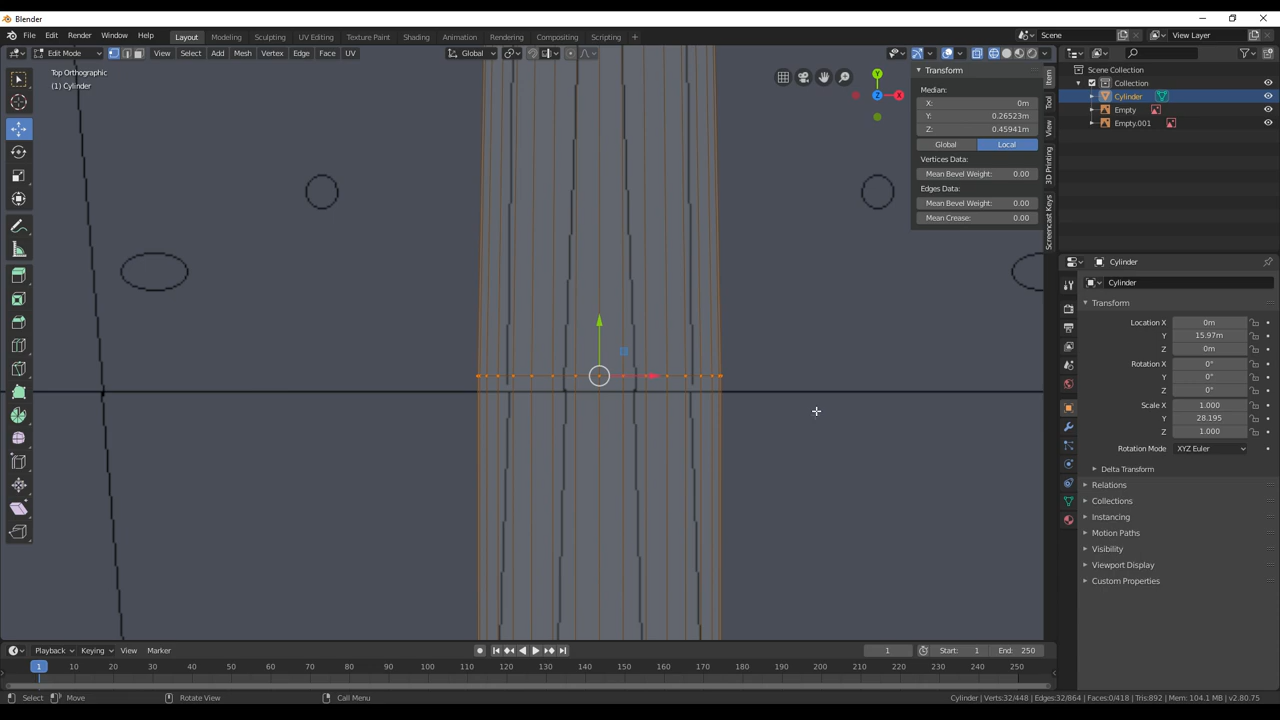 Blender
File Edit Render Window Help Layout Modeling Sculpting UV Editing Texture Paint Shading Animation Rendering Compositing Scripting + Scene View Layer
Edit Mode View Select Add Mesh Vertex Edge Face UV Global
Top Orthographic
(1) Cylinder
Y
X
Z
Transform
Median:
X: 0m
Y: 0.26523m
Z: 0.45941m
Global Local
Vertices Data:
Mean Bevel Weight: 0.00
Edges Data:
Mean Bevel Weight: 0.00
Mean Crease: 0.00
Item
Tool
View
3D Printing
Screencast Keys
Scene Collection
Collection
Cylinder
Empty
Empty.001
Cylinder
Cylinder
Transform
Location X 0m
Y 15.97m
Z 0m
Rotation X 0°
Y 0°
Z 0°
Scale X 1.000
Y 28.195
Z 1.000
Rotation Mode XYZ Euler
Delta Transform
Relations
Collections
Instancing
Motion Paths
Visibility
Viewport Display
Custom Properties
Playback Keying View Marker 1 Start: 1 End: 250
1 10 20 30 40 50 60 70 80 90 100 110 120 130 140 150 160 170 180 190 200 210 220 230 240 250
Select Move Rotate View Call Menu Cylinder | Verts:32/448 | Edges:32/864 | Faces:0/418 | Tris:892 | Mem: 104.1 MB | v2.80.75